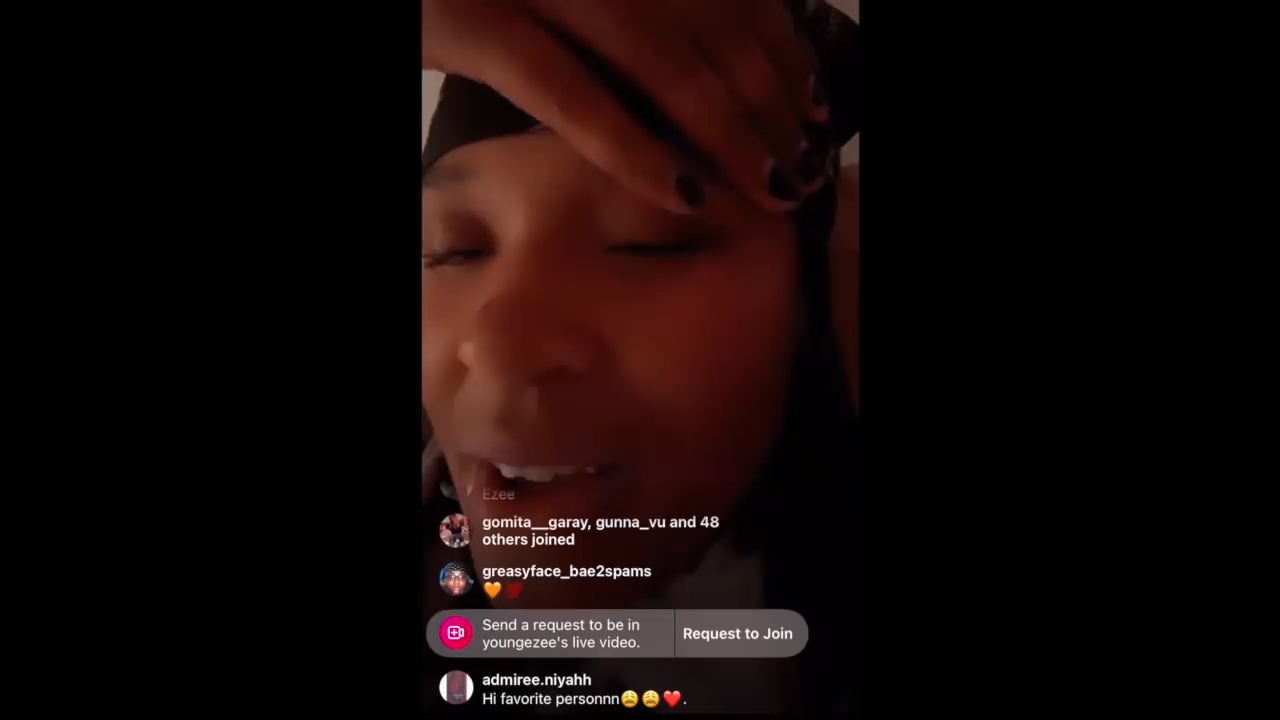 Ezee
gomita__garay, gunna_vu and 48
others joined
greasyface_bae2spams
🧡 💯
Send a request to be in
youngezee's live video.
Request to Join
admiree.niyahh
Hi favorite personnn😩😩❤️.